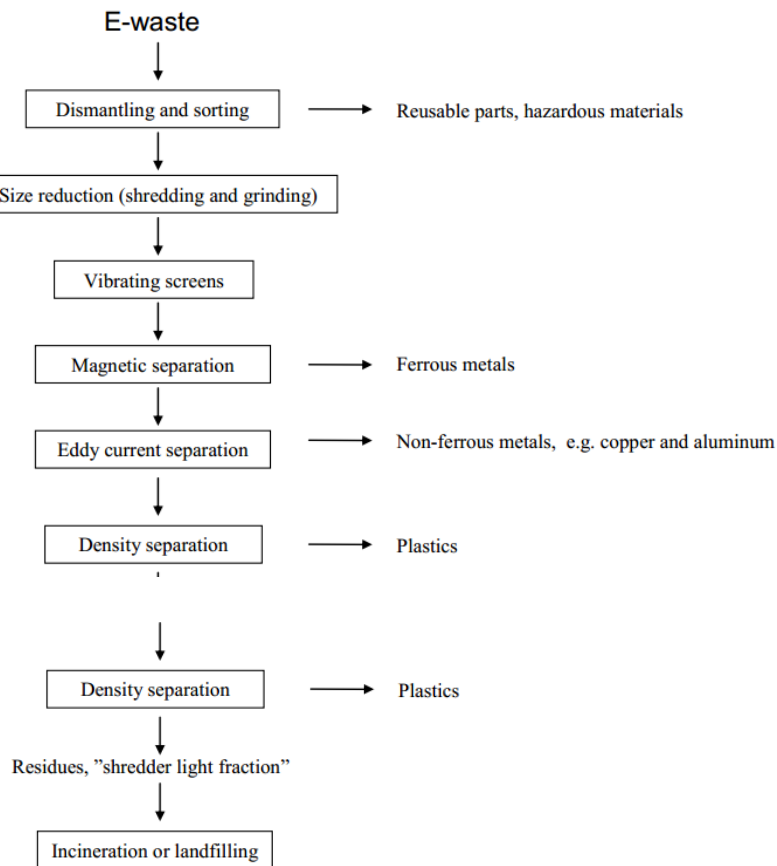 E-waste
Dismantling and sorting
Reusable parts, hazardous materials
Size reduction (shredding and grinding)
Vibrating screens
Magnetic separation
Ferrous metals
Eddy current separation
Non-ferrous metals, e.g. copper and aluminum
Density separation
Plastics
Density separation
Plastics
Residues, ”shredder light fraction”
Incineration or landfilling